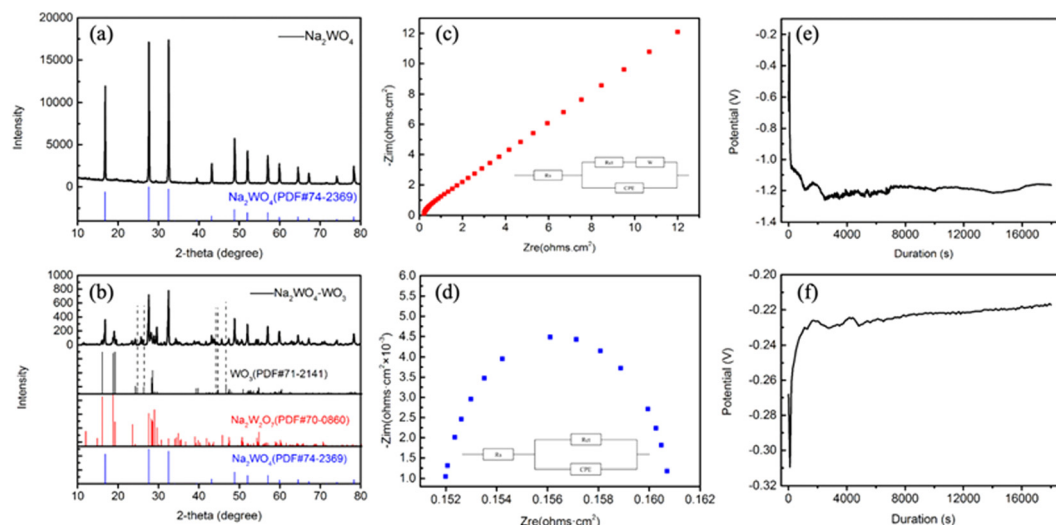 (a)
Na₂WO₄
20000
15000
10000
5000
0
Intensity
Na₂WO₄(PDF#74-2369)
10 20 30 40 50 60 70 80
2-theta (degree)
(c)
12
10
8
6
4
2
0
-Zim(ohms.cm²)
Rs
Rct
W
CPE
0 2 4 6 8 10 12
Zre(ohms.cm²)
(e)
-0.2
-0.4
-0.6
-0.8
-1.0
-1.2
-1.4
Potential (V)
0 4000 8000 12000 16000
Duration (s)
(b)
Na₂WO₄-WO₃
1000
800
600
400
200
0
Intensity
WO₃(PDF#71-2141)
Na₂W₂O₇(PDF#70-0860)
Na₂WO₄(PDF#74-2369)
10 20 30 40 50 60 70 80
2-theta (degree)
(d)
6.0
5.5
5.0
4.5
4.0
3.5
3.0
2.5
2.0
1.5
1.0
-Zim(ohms·cm²×10⁻³)
Rs
Rct
CPE
0.152 0.154 0.156 0.158 0.160 0.162
Zre(ohms·cm²)
(f)
-0.20
-0.22
-0.24
-0.26
-0.28
-0.30
-0.32
Potential (V)
0 4000 8000 12000 16000
Duration (s)